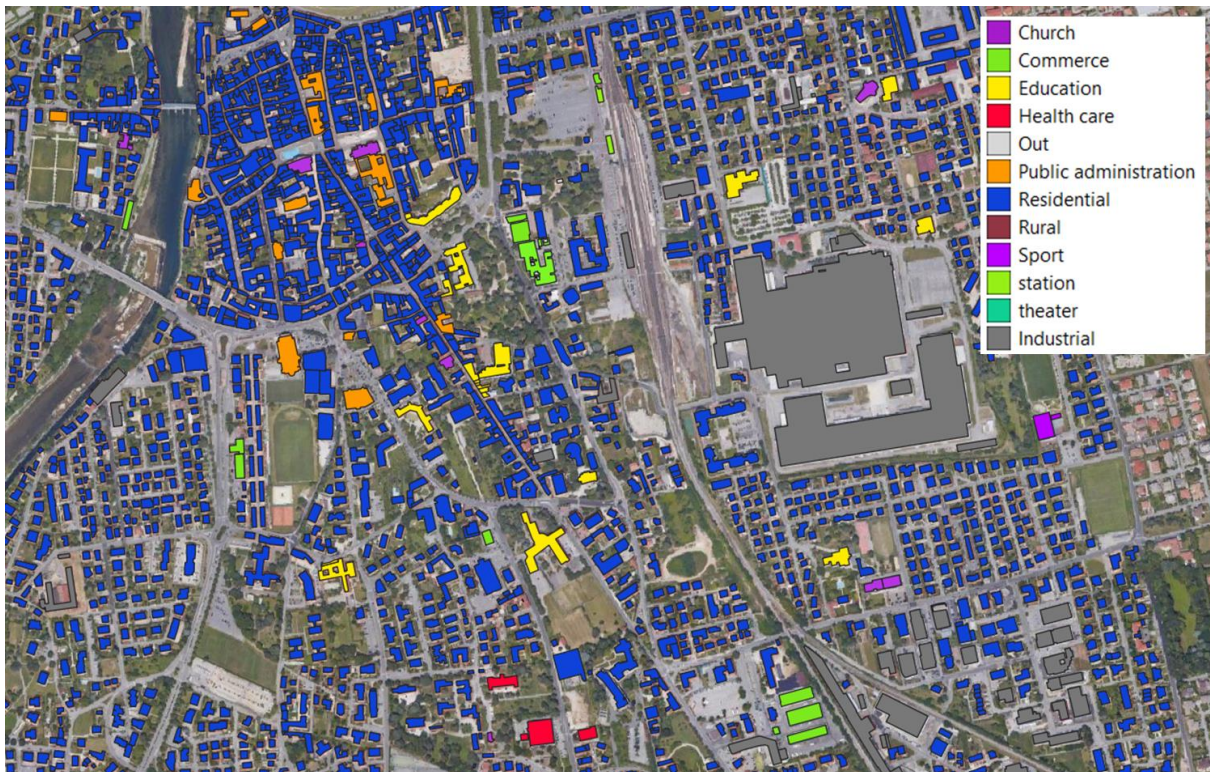 Church
Commerce
Education
Health care
Out
Public administration
Residential
Rural
Sport
station
theater
Industrial